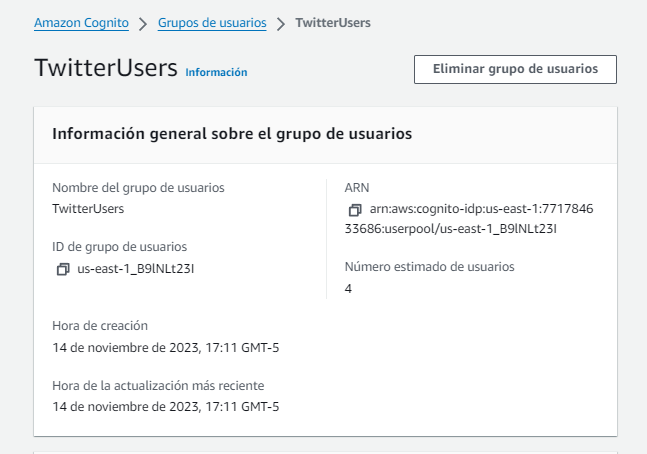 Amazon Cognito > Grupos de usuarios > TwitterUsers
TwitterUsers Información
Eliminar grupo de usuarios
Información general sobre el grupo de usuarios
Nombre del grupo de usuarios
TwitterUsers
ID de grupo de usuarios
us-east-1_B9lNLt23I
ARN
arn:aws:cognito-idp:us-east-1:7717846
33686:userpool/us-east-1_B9lNLt23I
Número estimado de usuarios
4
Hora de creación
14 de noviembre de 2023, 17:11 GMT-5
Hora de la actualización más reciente
14 de noviembre de 2023, 17:11 GMT-5